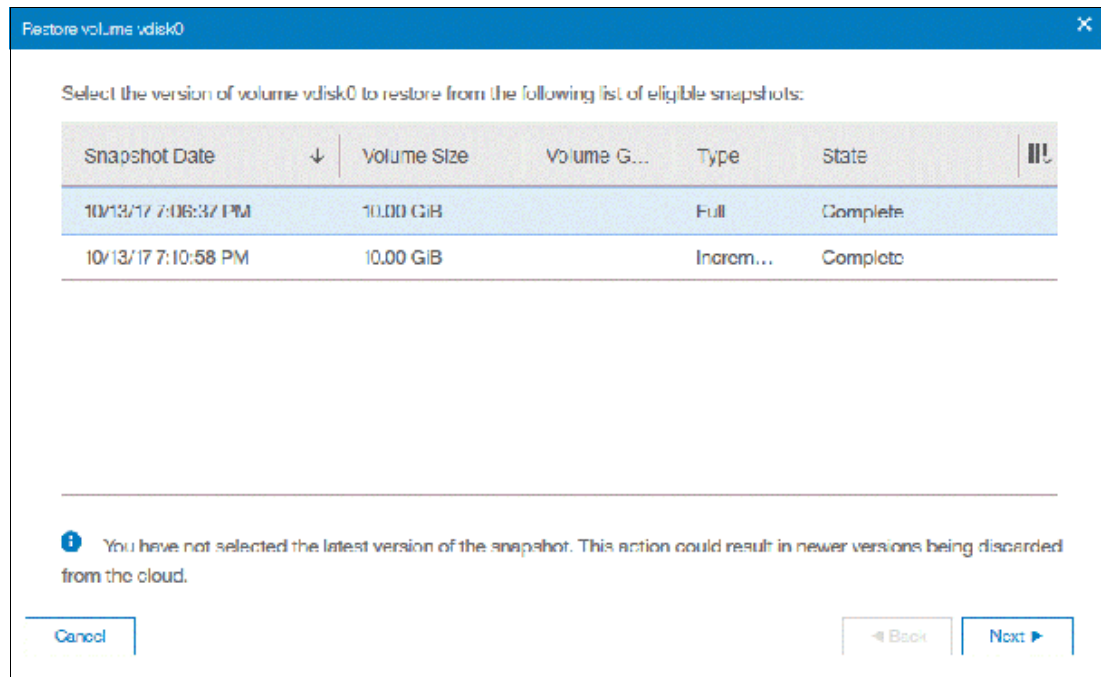 Restore volume vdisk0
Select the version of volume vdisk0 to restore from the following list of eligible snapshots:
Snapshot Date Volume Size Volume G... Type State
10/13/17 7:06:37 PM 10.00 GiB Full Complete
10/13/17 7:10:58 PM 10.00 GiB Increm... Complete
You have not selected the latest version of the snapshot. This action could result in newer versions being discarded
from the cloud.
Cancel Back Next